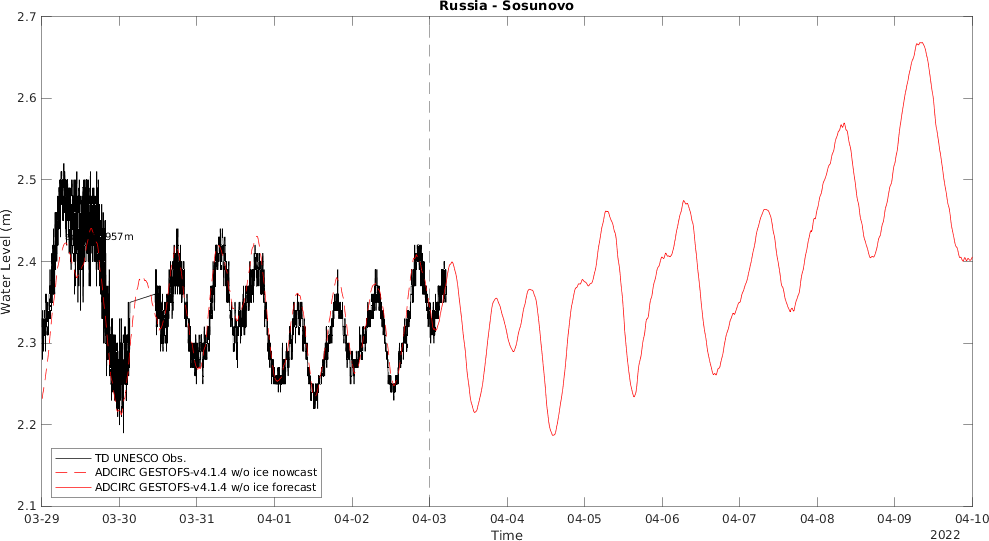 Russia - Sosunovo
Water Level (m)
2.7
2.6
2.5
2.4
2.3
2.2
2.1
957m
TD UNESCO Obs.
ADCIRC GESTOFS-v4.1.4 w/o ice nowcast
ADCIRC GESTOFS-v4.1.4 w/o ice forecast
03-29 03-30 03-31 04-01 04-02 04-03 04-04 04-05 04-06 04-07 04-08 04-09 04-10
Time
2022